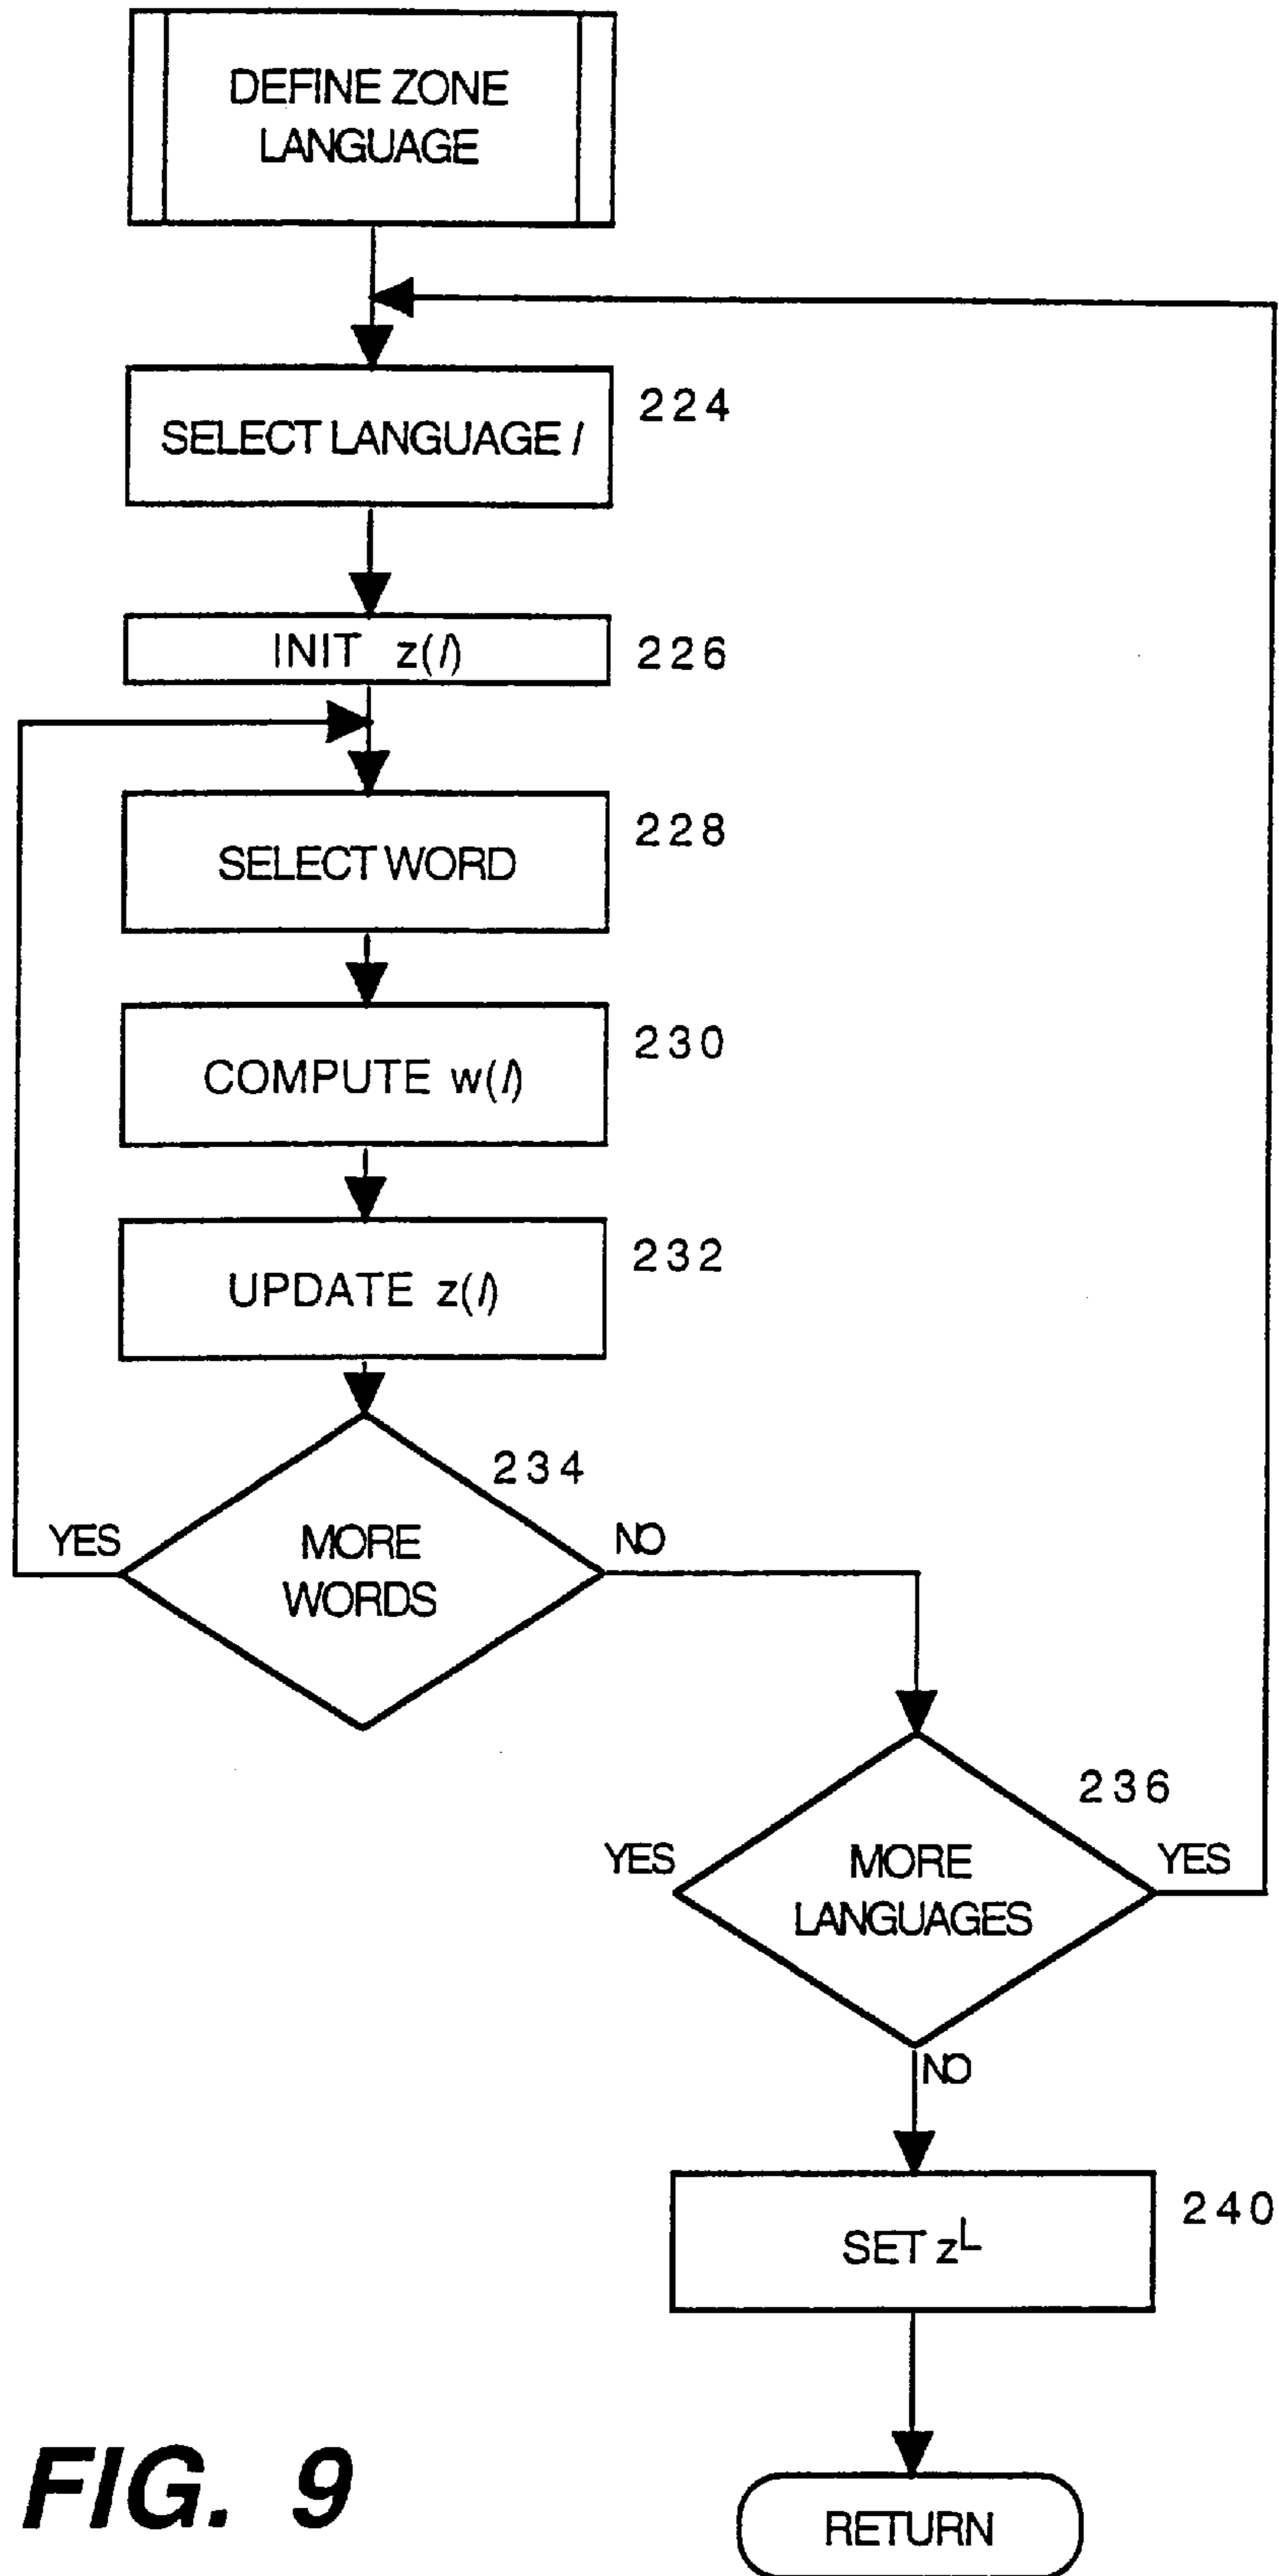 DEFINE ZONE
LANGUAGE
SELECT LANGUAGE l
224
INIT z(l)
226
SELECT WORD
228
COMPUTE w(l)
230
UPDATE z(l)
232
234
YES
MORE
WORDS
NO
236
YES
MORE
LANGUAGES
YES
NO
SET z^L
240
RETURN
FIG. 9